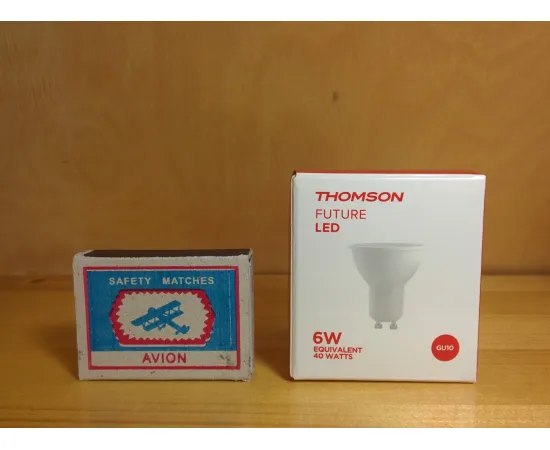 SAFETY MATCHES
AVION
THOMSON
FUTURE
LED
6W
EQUIVALENT
40 WATTS
GU10